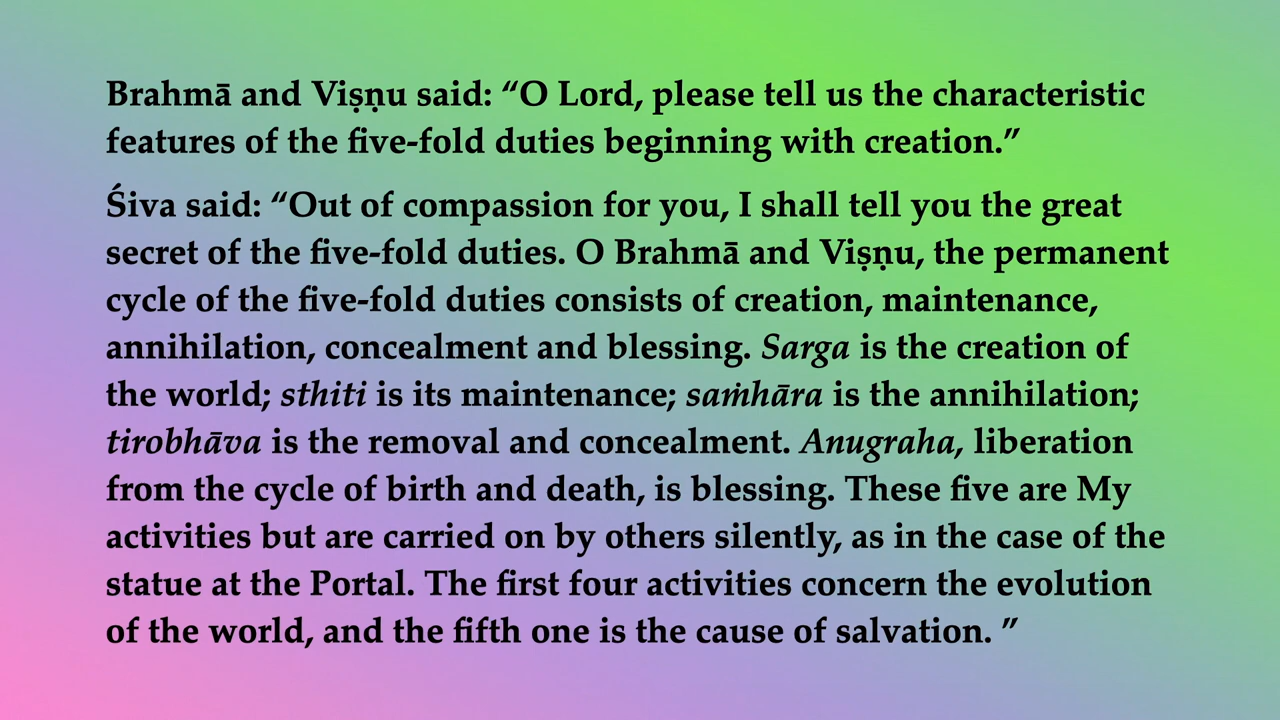 Brahmā and Viṣṇu said: “O Lord, please tell us the characteristic
features of the five-fold duties beginning with creation.”
Śiva said: “Out of compassion for you, I shall tell you the great
secret of the five-fold duties. O Brahmā and Viṣṇu, the permanent
cycle of the five-fold duties consists of creation, maintenance,
annihilation, concealment and blessing. Sarga is the creation of
the world; sthiti is its maintenance; saṁhāra is the annihilation;
tirobhāva is the removal and concealment. Anugraha, liberation
from the cycle of birth and death, is blessing. These five are My
activities but are carried on by others silently, as in the case of the
statue at the Portal. The first four activities concern the evolution
of the world, and the fifth one is the cause of salvation. ”